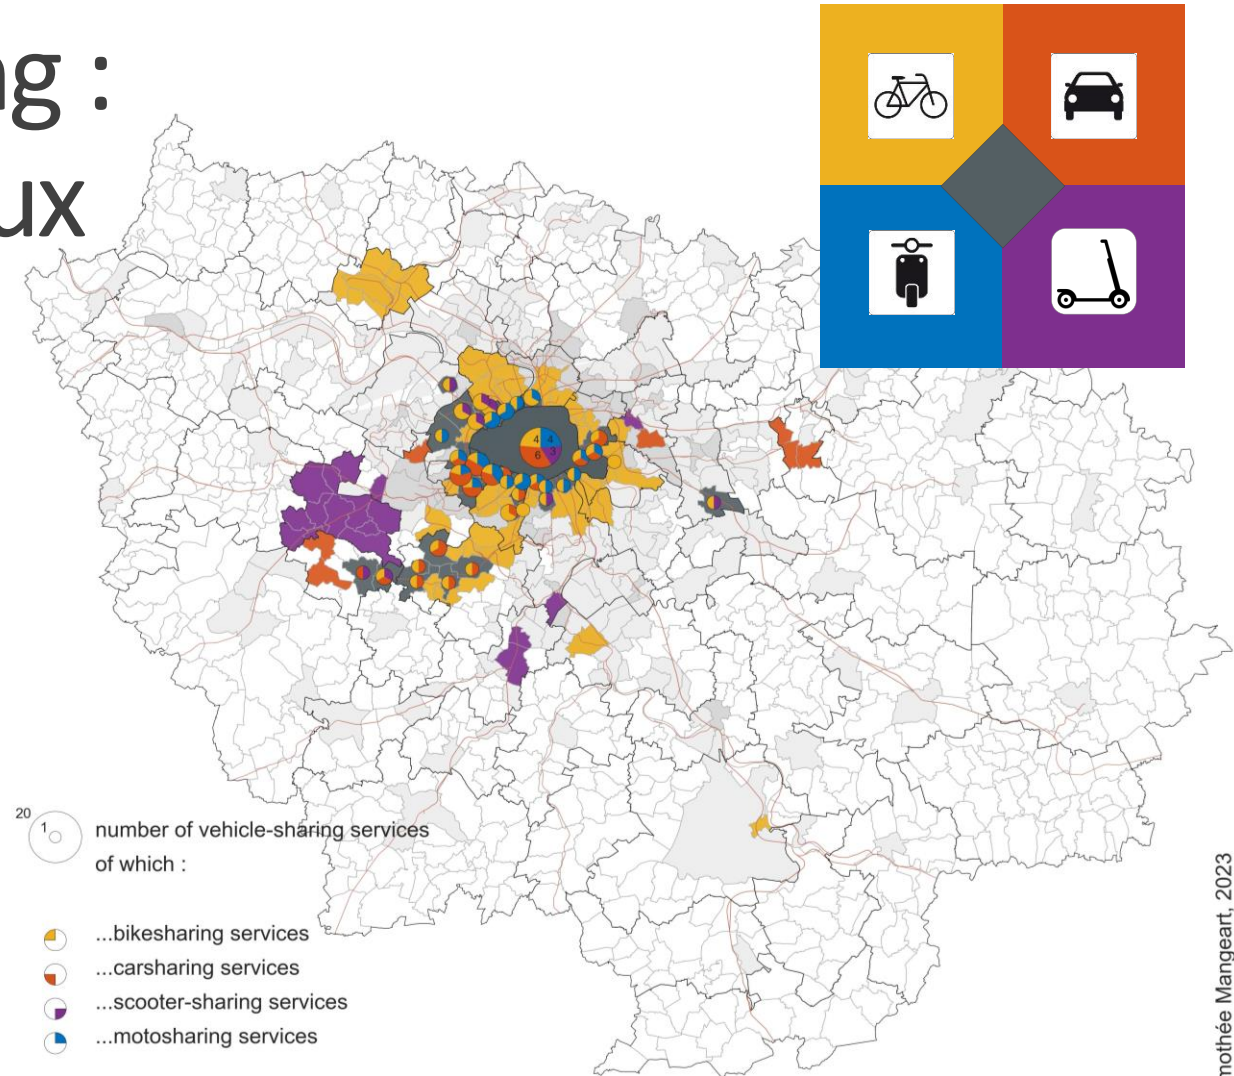 ng :
ux
4 4
6 3
20
1
number of vehicle-sharing services
of which :
...bikesharing services
...carsharing services
...scooter-sharing services
...motosharing services
mothée Mangeart, 2023